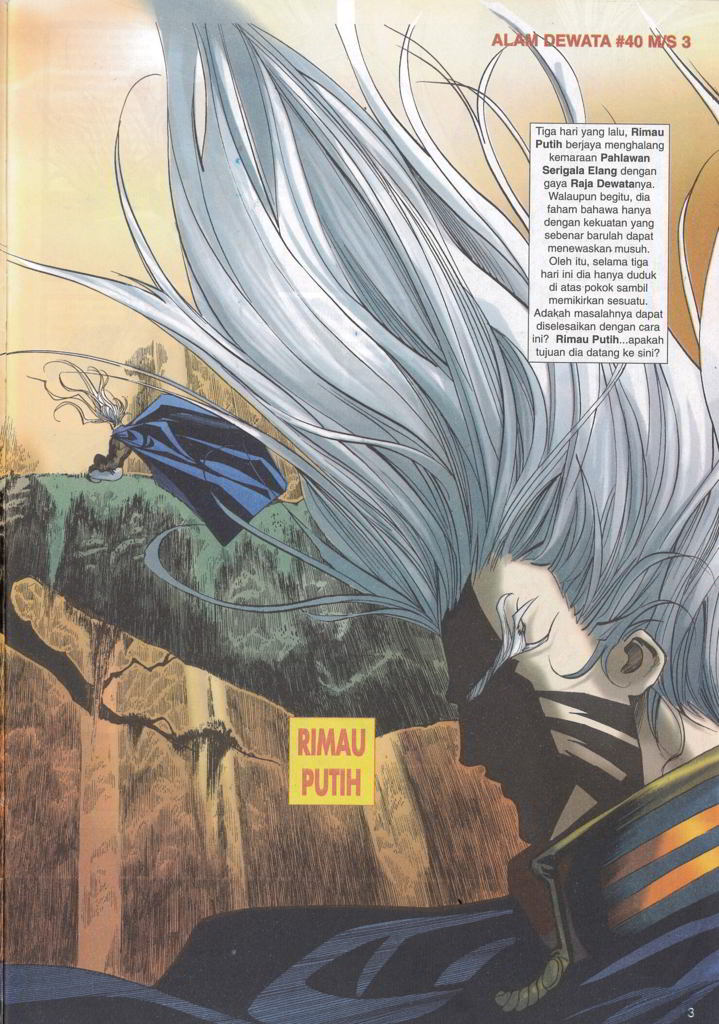 ALAM DEWATA #40 M/S 3
Tiga hari yang lalu, Rimau
Putih berjaya menghalang
kemaraan Pahlawan
Serigala Elang dengan
gaya Raja Dewatanya.
Walaupun begitu, dia
faham bahawa hanya
dengan kekuatan yang
sebenar barulah dapat
menewaskan musuh.
Oleh itu, selama tiga
hari ini dia hanya duduk
di atas pokok sambil
memikirkan sesuatu.
Adakah masalahnya dapat
diselesaikan dengan cara
ini? Rimau Putih...apakah
tujuan dia datang ke sini?
RIMAU
PUTIH
3